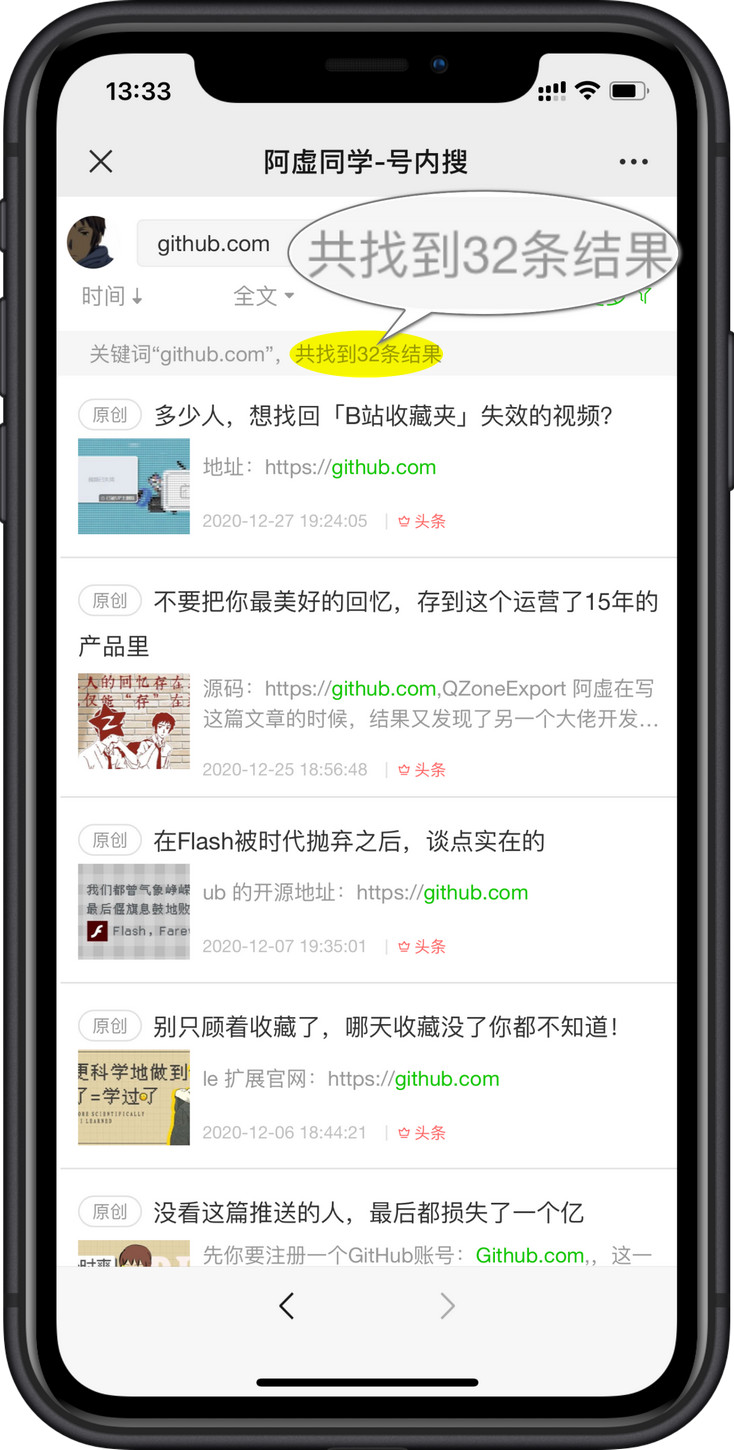 13:33
阿虚同学-号内搜
github.com
共找到32条结果
时间↓
全文
关键词“github.com”，共找到32条结果
原创 多少人，想找回「B站收藏夹」失效的视频？
地址：https://github.com
2020-12-27 19:24:05 | 头条
原创 不要把你最美好的回忆，存到这个运营了15年的
产品里
人的回忆存在
仅能“存”在
Z
源码：https://github.com,QZoneExport 阿虚在写
这篇文章的时候，结果又发现了另一个大佬开发...
2020-12-25 18:56:48 | 头条
原创 在Flash被时代抛弃之后，谈点实在的
我们都曾气象峥嵘
最后偃旗息鼓地败
Flash，Fare
ub 的开源地址：https://github.com
2020-12-07 19:35:01 | 头条
原创 别只顾着收藏了，哪天收藏没了你都不知道！
更科学地做到
了=学过了
SCIENTIFICALLY
I LEARNED
le 扩展官网：https://github.com
2020-12-06 18:44:21 | 头条
原创 没看这篇推送的人，最后都损失了一个亿
先你要注册一个GitHub账号：Github.com,，这一